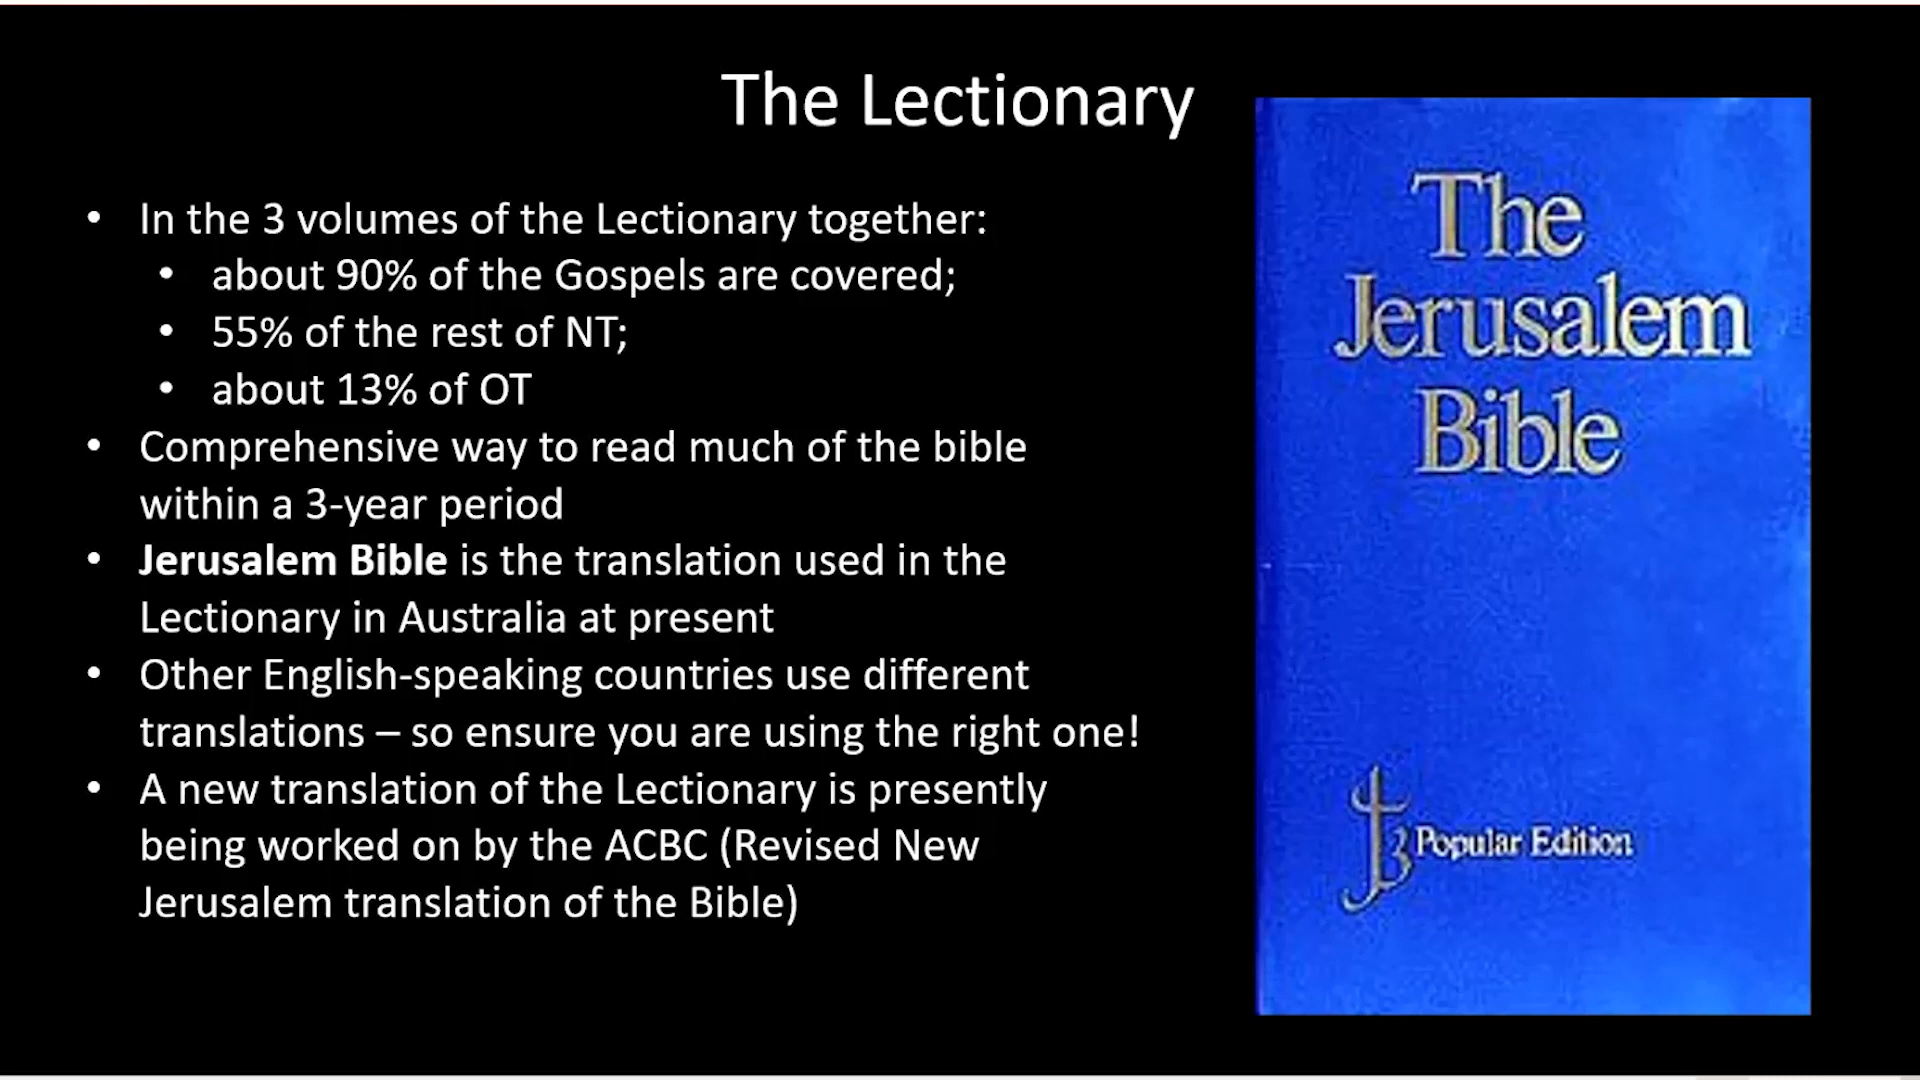 The Lectionary
• In the 3 volumes of the Lectionary together:
• about 90% of the Gospels are covered;
• 55% of the rest of NT;
• about 13% of OT
• Comprehensive way to read much of the bible
within a 3-year period
• Jerusalem Bible is the translation used in the
Lectionary in Australia at present
• Other English-speaking countries use different
translations – so ensure you are using the right one!
• A new translation of the Lectionary is presently
being worked on by the ACBC (Revised New
Jerusalem translation of the Bible)
The
Jerusalem
Bible
Popular Edition